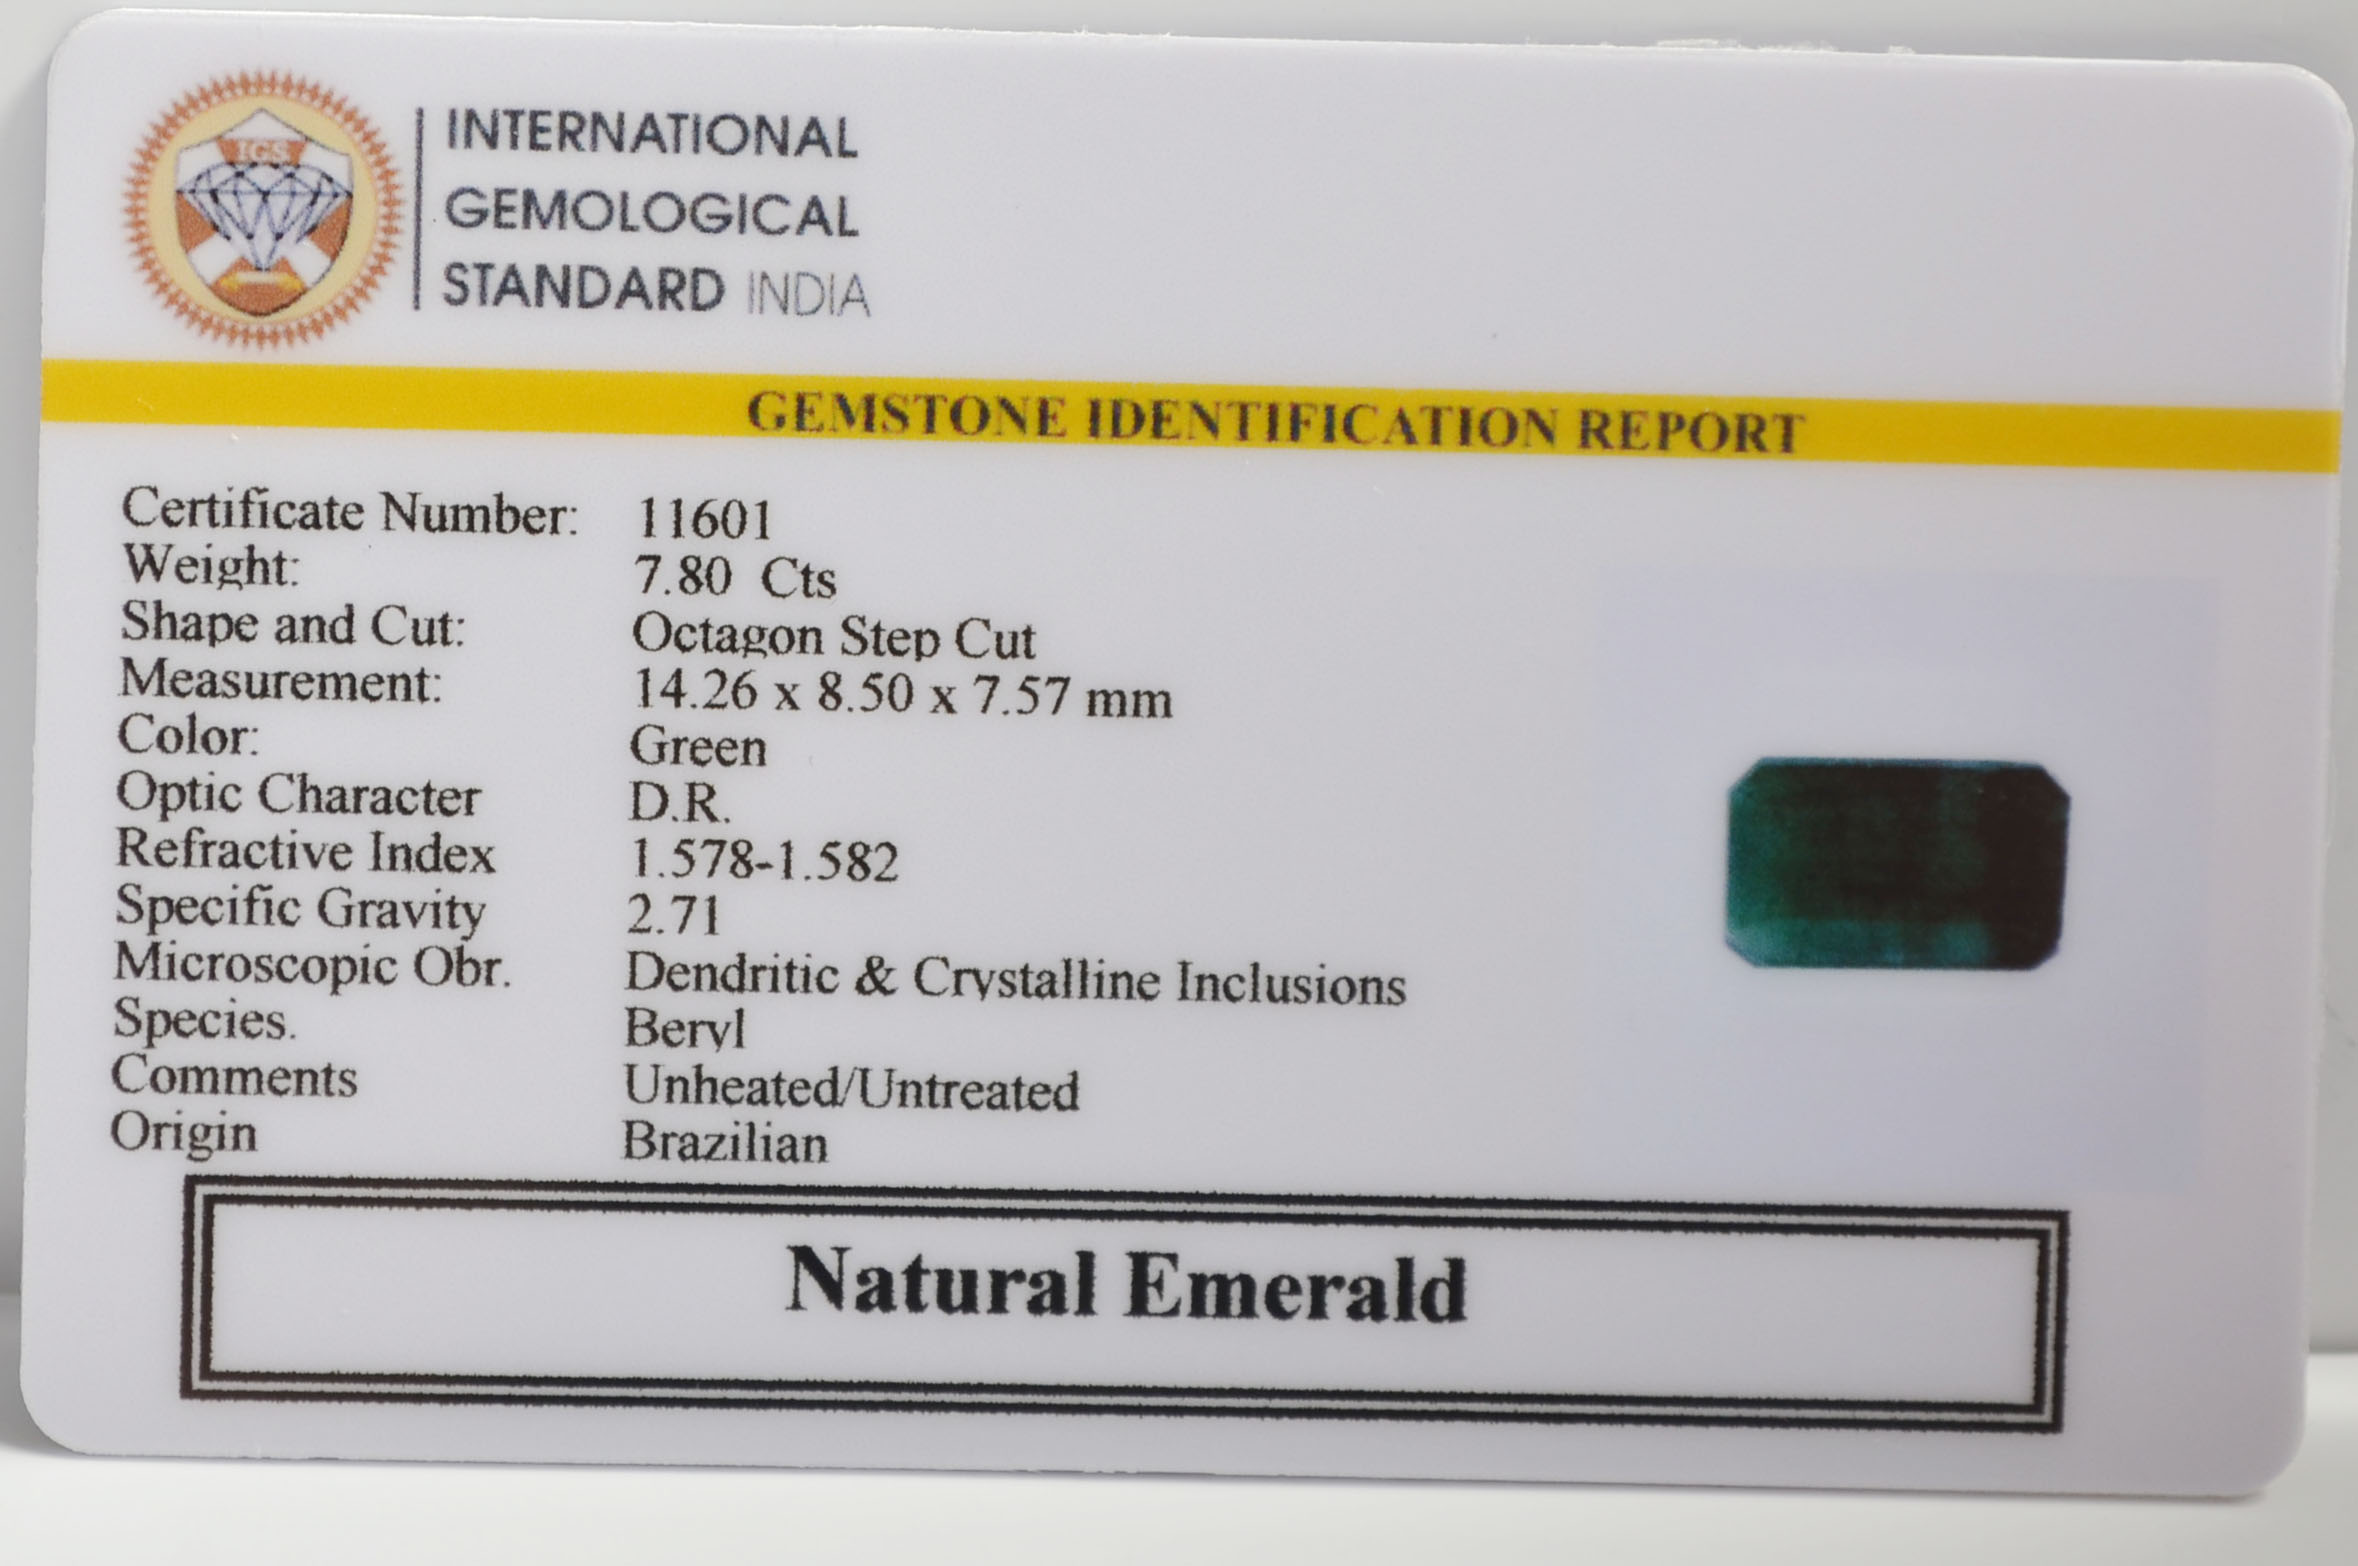 IGS
INTERNATIONAL
GEMOLOGICAL
STANDARD INDIA
GEMSTONE IDENTIFICATION REPORT
Certificate Number: 11601
Weight: 7.80 Cts
Shape and Cut: Octagon Step Cut
Measurement: 14.26 x 8.50 x 7.57 mm
Color: Green
Optic Character D.R.
Refractive Index 1.578-1.582
Specific Gravity 2.71
Microscopic Obr. Dendritic & Crystalline Inclusions
Species. Beryl
Comments Unheated/Untreated
Origin Brazilian
Natural Emerald